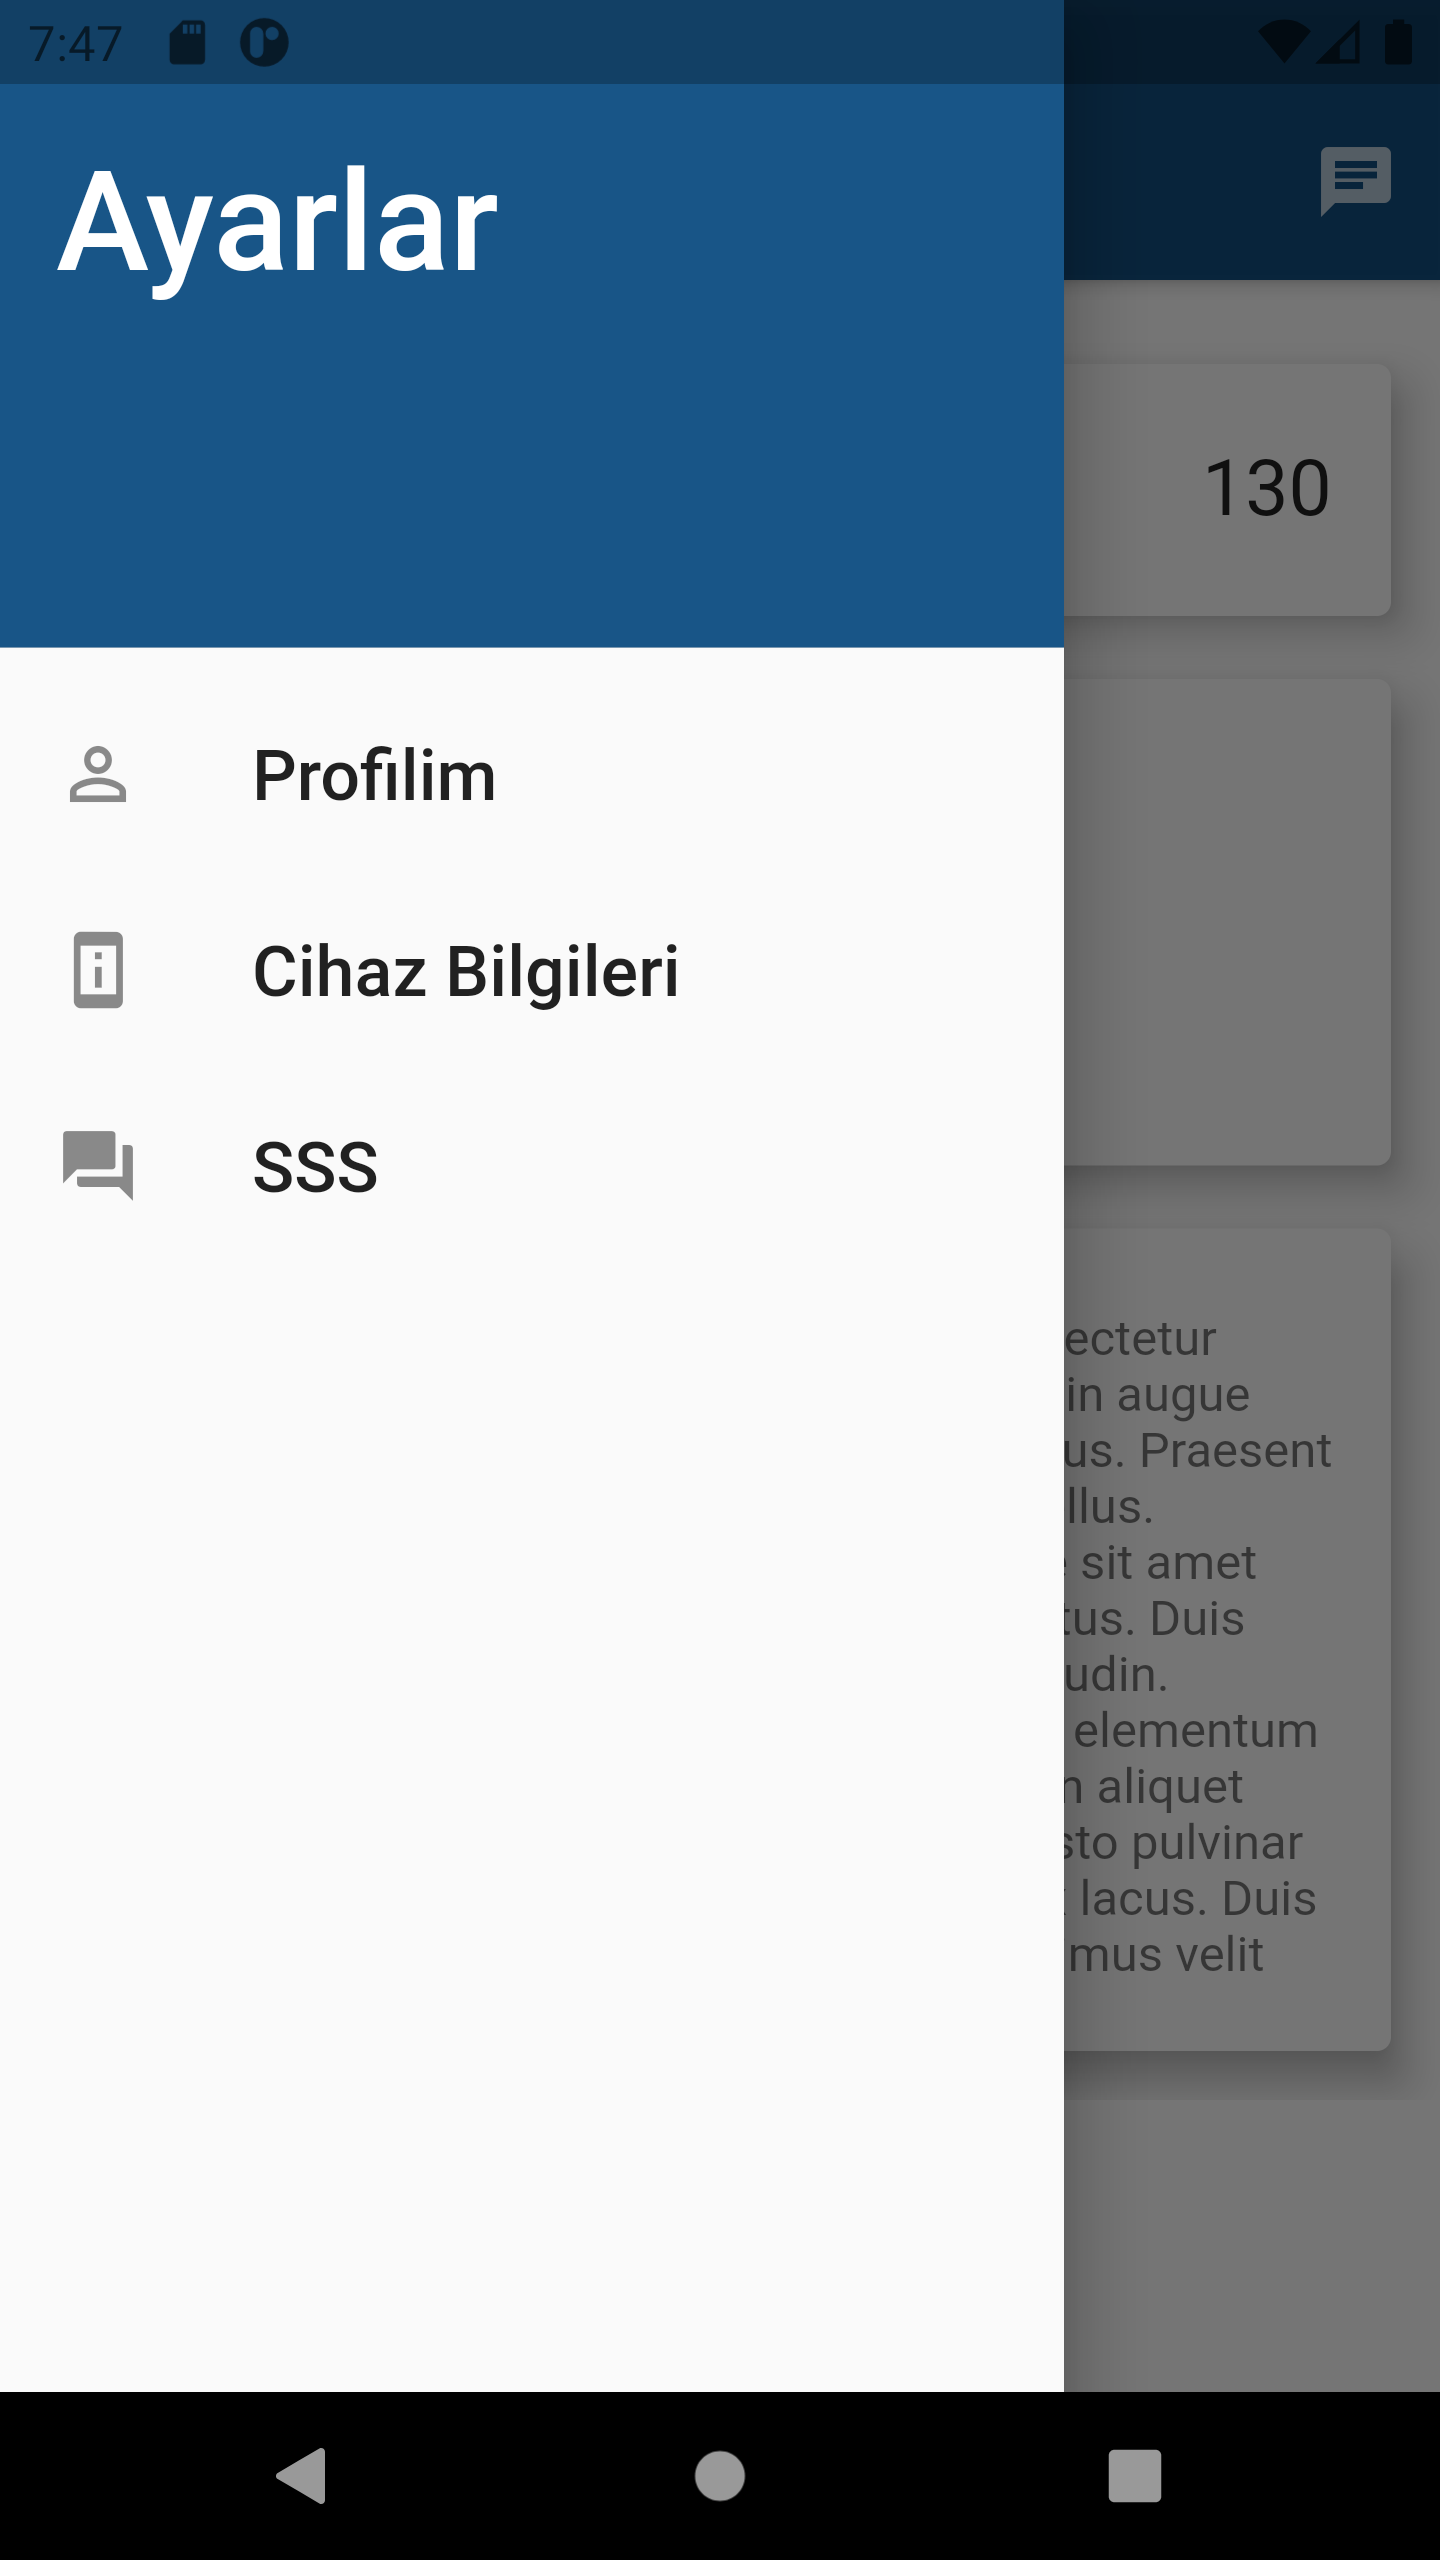 7:47
Ayarlar
130
Profilim
Cihaz Bilgileri
SSS
ectetur
in augue
us. Praesent
llus.
sit amet
tus. Duis
udin.
elementum
n aliquet
sto pulvinar
lacus. Duis
mus velit